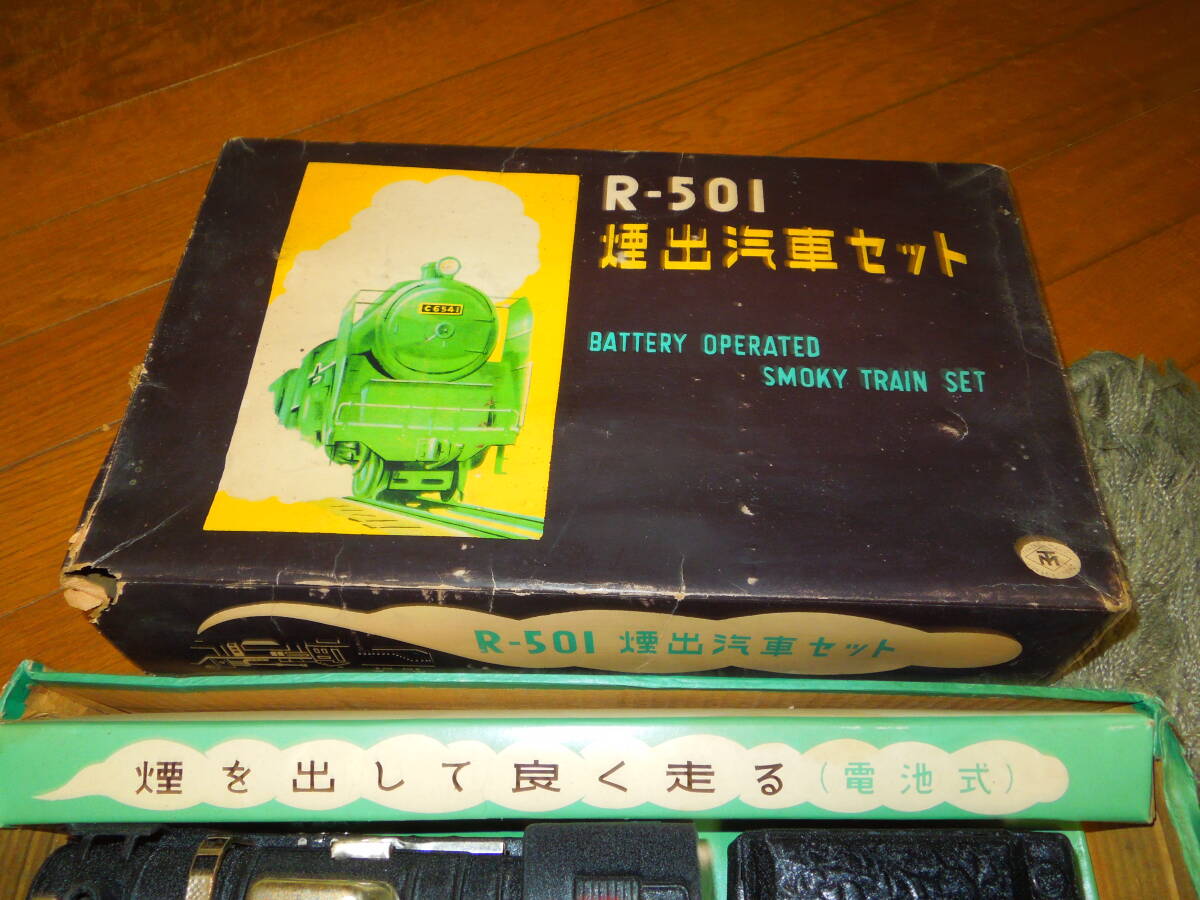 R-501
煙出汽車セット
BATTERY OPERATED
SMOKY TRAIN SET
C6541
TM
R-501 煙出汽車セット
煙を出して良く走る(電池式)